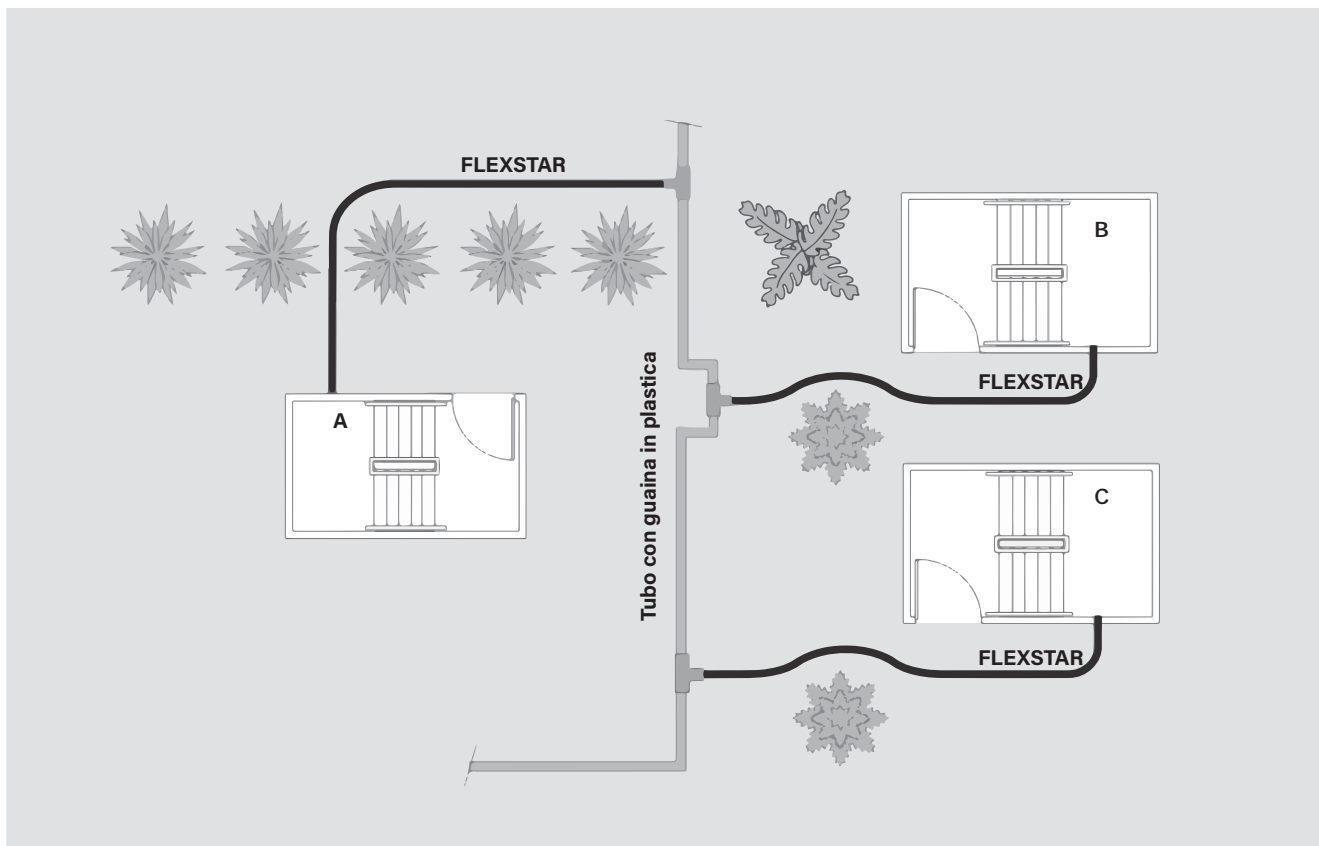 FLEXSTAR
B
FLEXSTAR
Tubo con guaina in plastica
A
C
FLEXSTAR